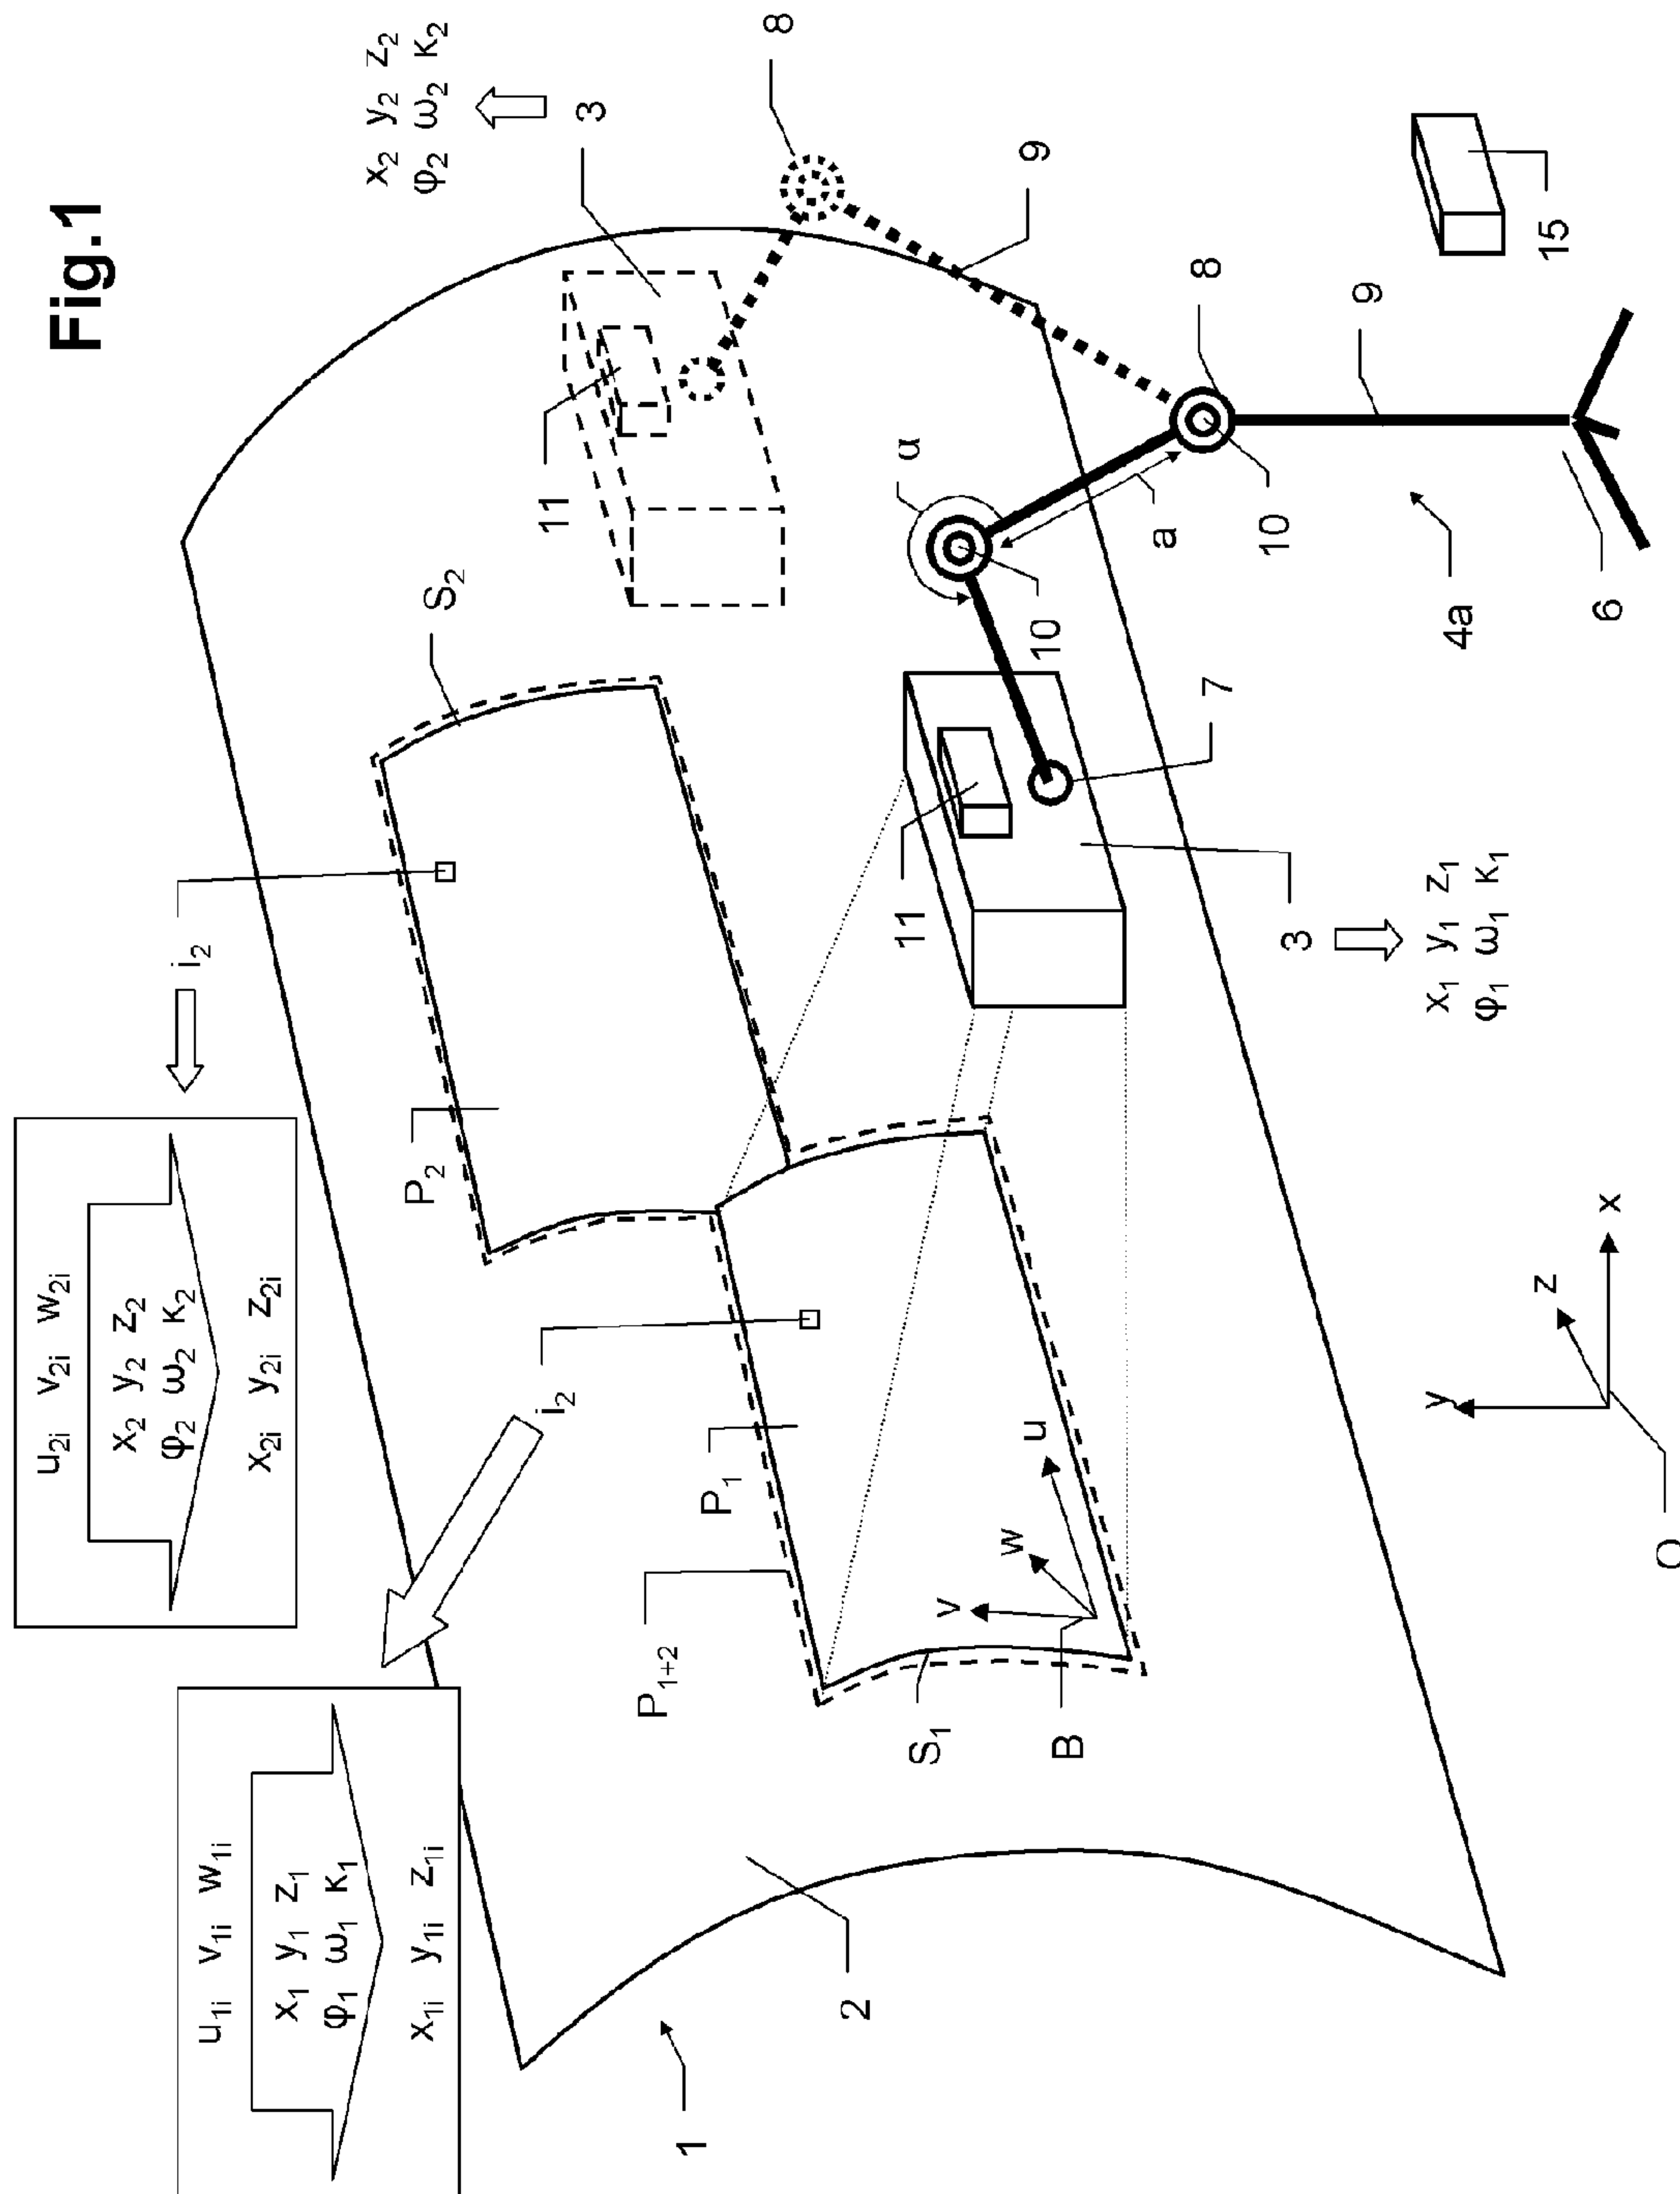 Fig.1
u2i v2i w2i
x2 y2 z2
φ2 ω2 κ2
x2i y2i z2i
u1i v1i w1i
x1 y1 z1
φ1 ω1 κ1
x1i y1i z1i
i2
i2
x2 y2 z2
φ2 ω2 κ2
3
8
11
S2
P2
P1
P1+2
9
α
a
10
10
8
9
15
7
11
3
x1 y1 z1
φ1 ω1 κ1
u
v
w
B
S1
2
1
4a
6
x
y
z
O